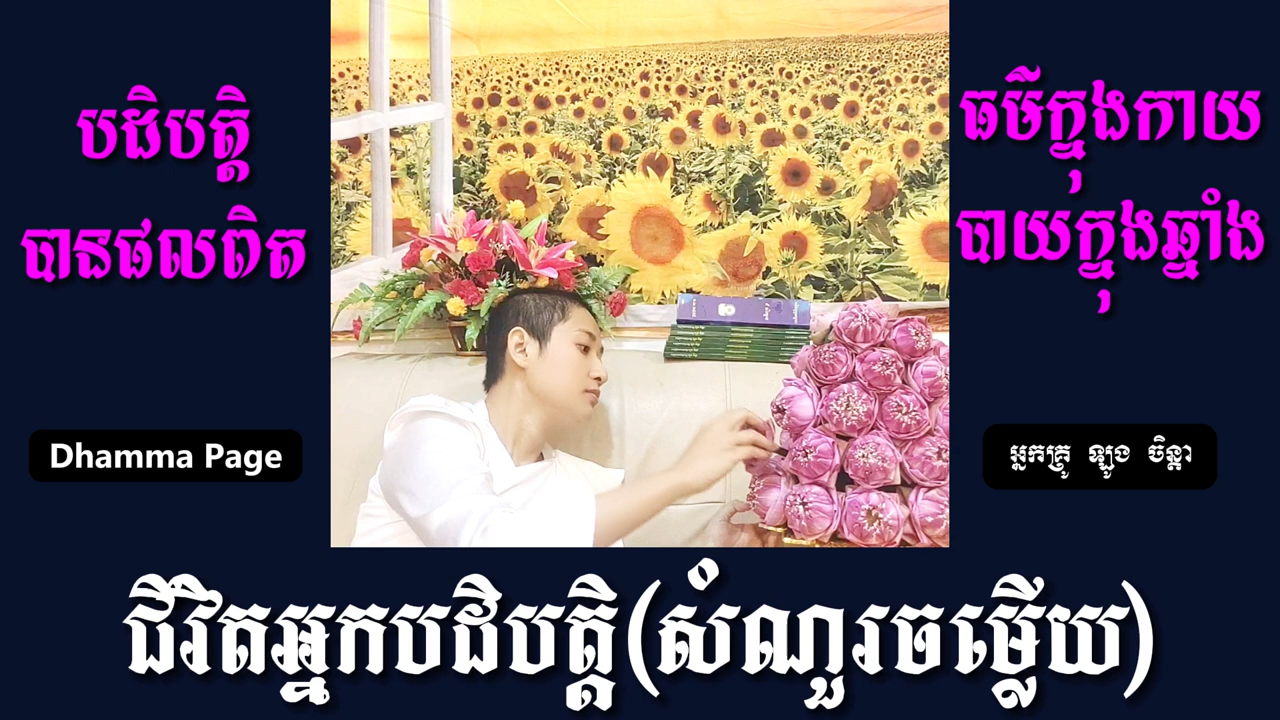 បដិបត្តិ
បានផលពិត
ធម៌ក្នុងកាយ
បាយក្នុងឆ្នាំង
Dhamma Page
អ្នកគ្រូ ឡុង ចិន្តា
ជីវិតអ្នកបដិបត្តិ(សំណួរចម្លើយ)